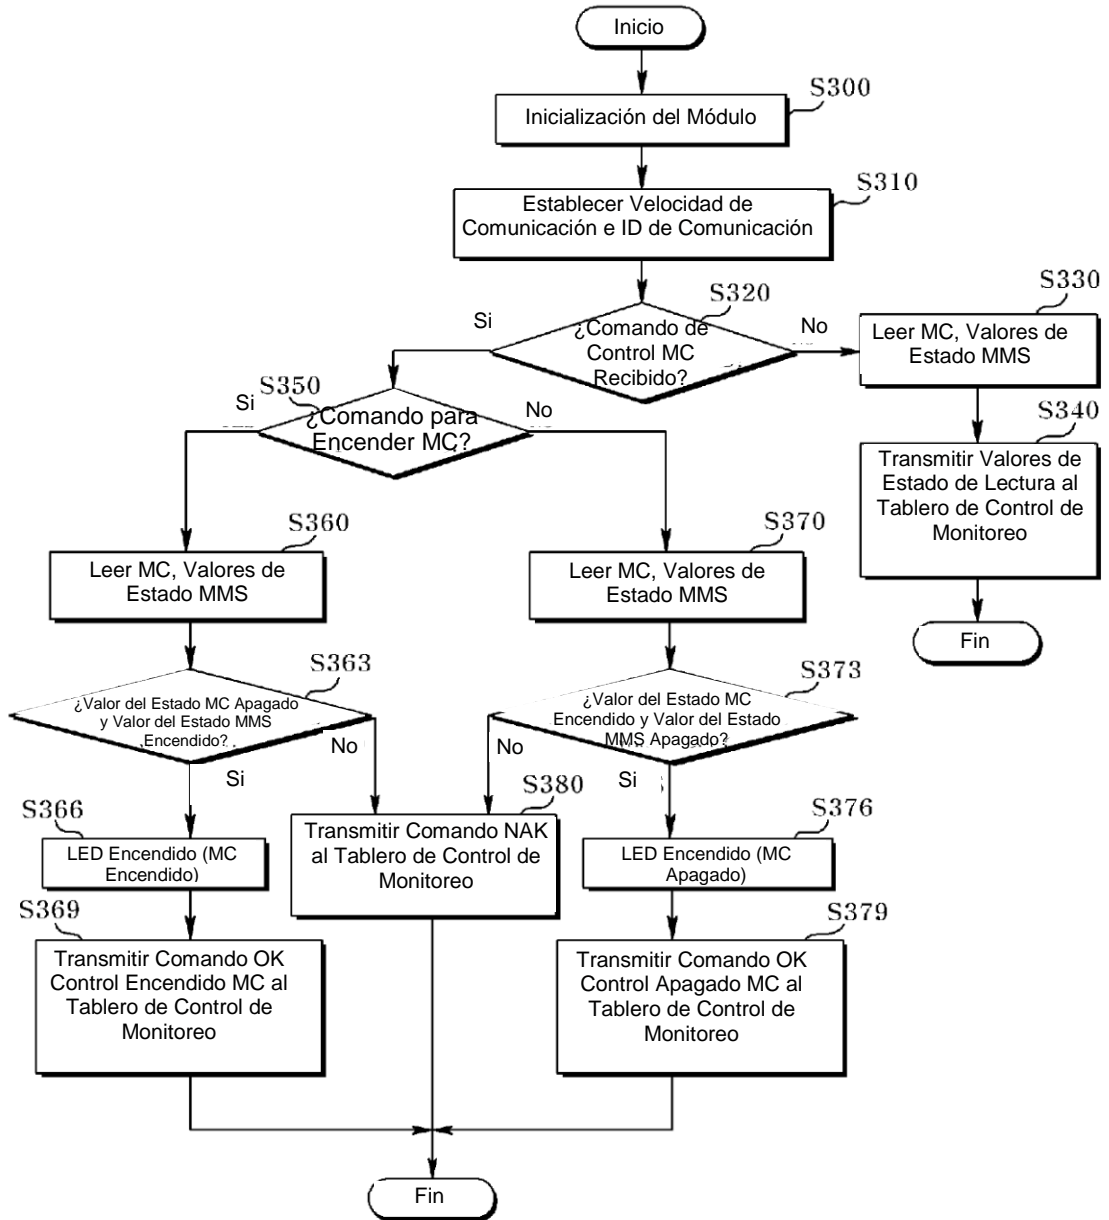 Inicio
S300
Inicialización del Módulo
S310
Establecer Velocidad de
Comunicación e ID de Comunicación
S320
Si
¿Comando de
Control MC
Recibido?
No
S330
Leer MC, Valores de
Estado MMS
S350
Si
¿Comando para
Encender MC?
No
S340
Transmitir Valores de
Estado de Lectura al
Tablero de Control de
Monitoreo
Fin
S360
Leer MC, Valores de
Estado MMS
S370
Leer MC, Valores de
Estado MMS
S363
¿Valor del Estado MC Apagado
y Valor del Estado MMS
Encendido?
No
Si
S373
¿Valor del Estado MC
Encendido y Valor del Estado
MMS Apagado?
No
Si
S366
LED Encendido (MC
Encendido)
S380
Transmitir Comando NAK
al Tablero de Control de
Monitoreo
S376
LED Encendido (MC
Apagado)
S369
Transmitir Comando OK
Control Encendido MC al
Tablero de Control de
Monitoreo
S379
Transmitir Comando OK
Control Apagado MC al
Tablero de Control de
Monitoreo
Fin